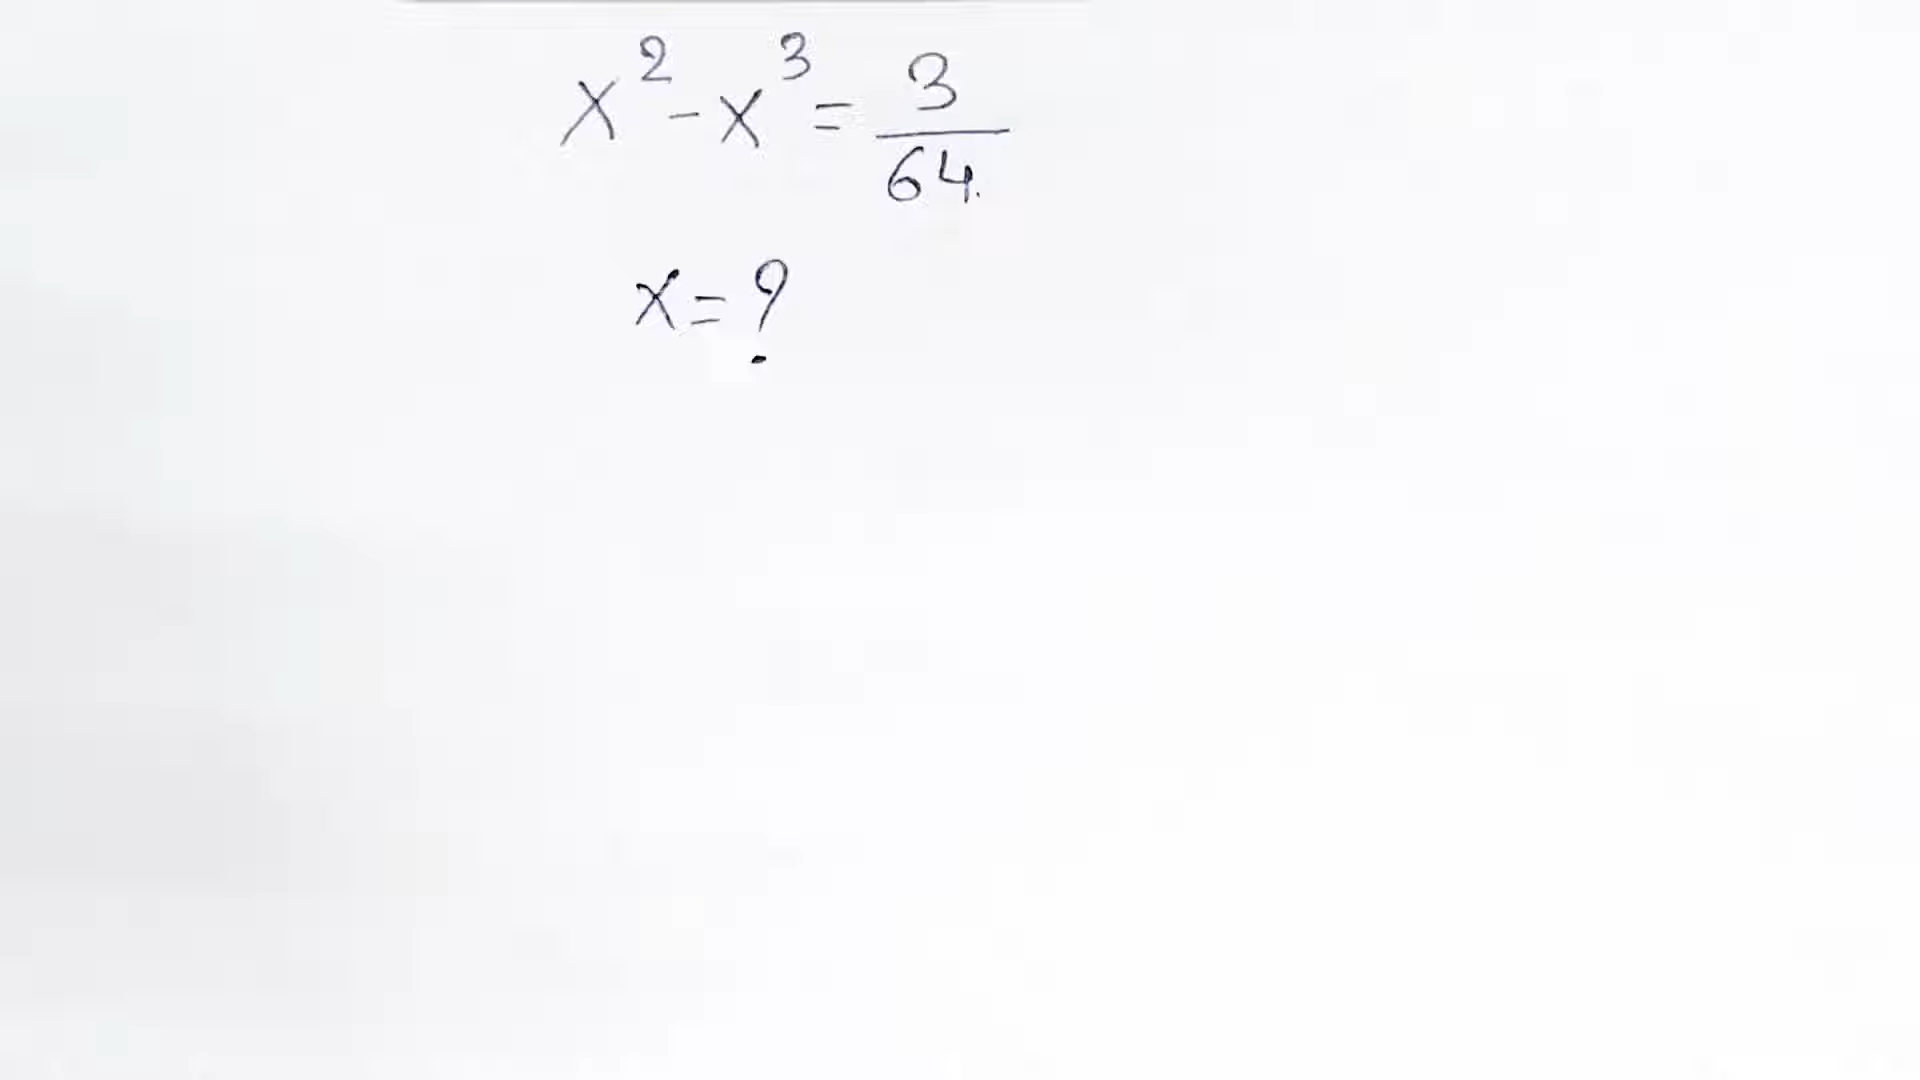 x² - x³ = 3/64.
x = ?